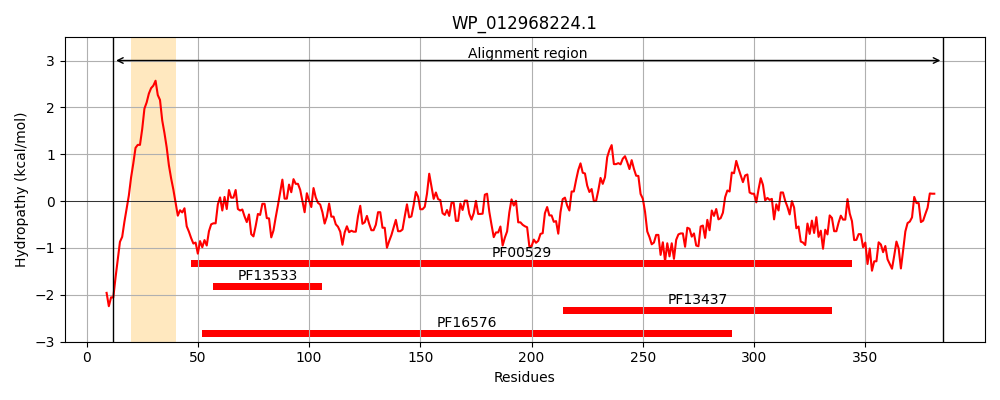 WP_012968224.1
Alignment region
3
2
1
0
−1
−2
−3
Hydropathy (kcal/mol)
PF00529
PF13533
PF13437
PF16576
0 50 100 150 200 250 300 350
Residues